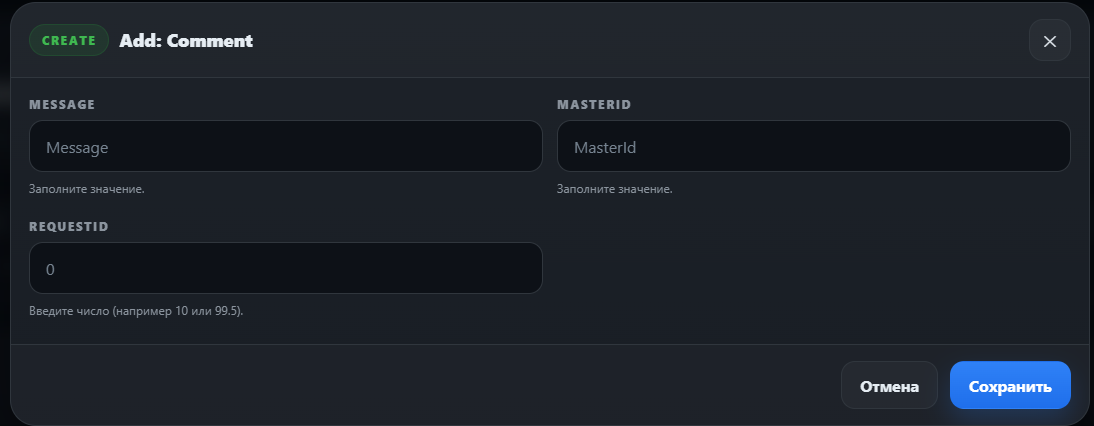 CREATE Add: Comment
MESSAGE
Message
Заполните значение.
MASTERID
MasterId
Заполните значение.
REQUESTID
0
Введите число (например 10 или 99.5).
Отмена
Сохранить